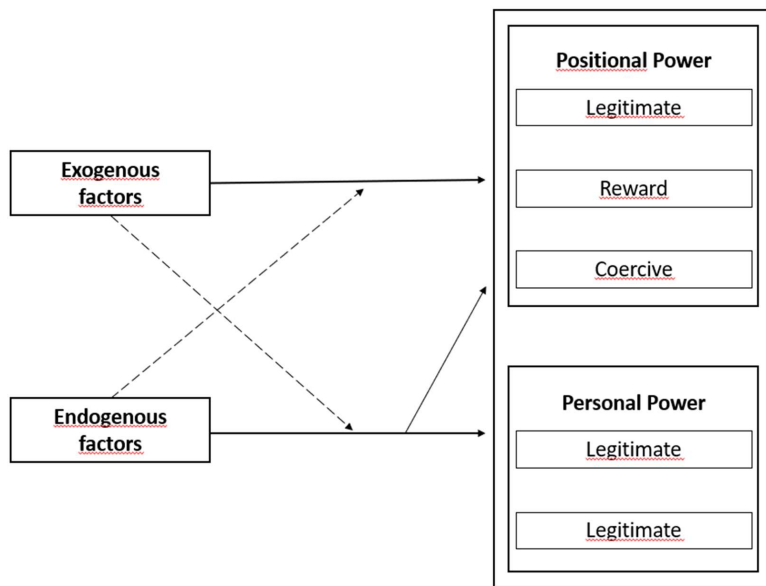 Positional Power
Legitimate
Exogenous
factors
Reward
Coercive
Endogenous
factors
Personal Power
Legitimate
Legitimate